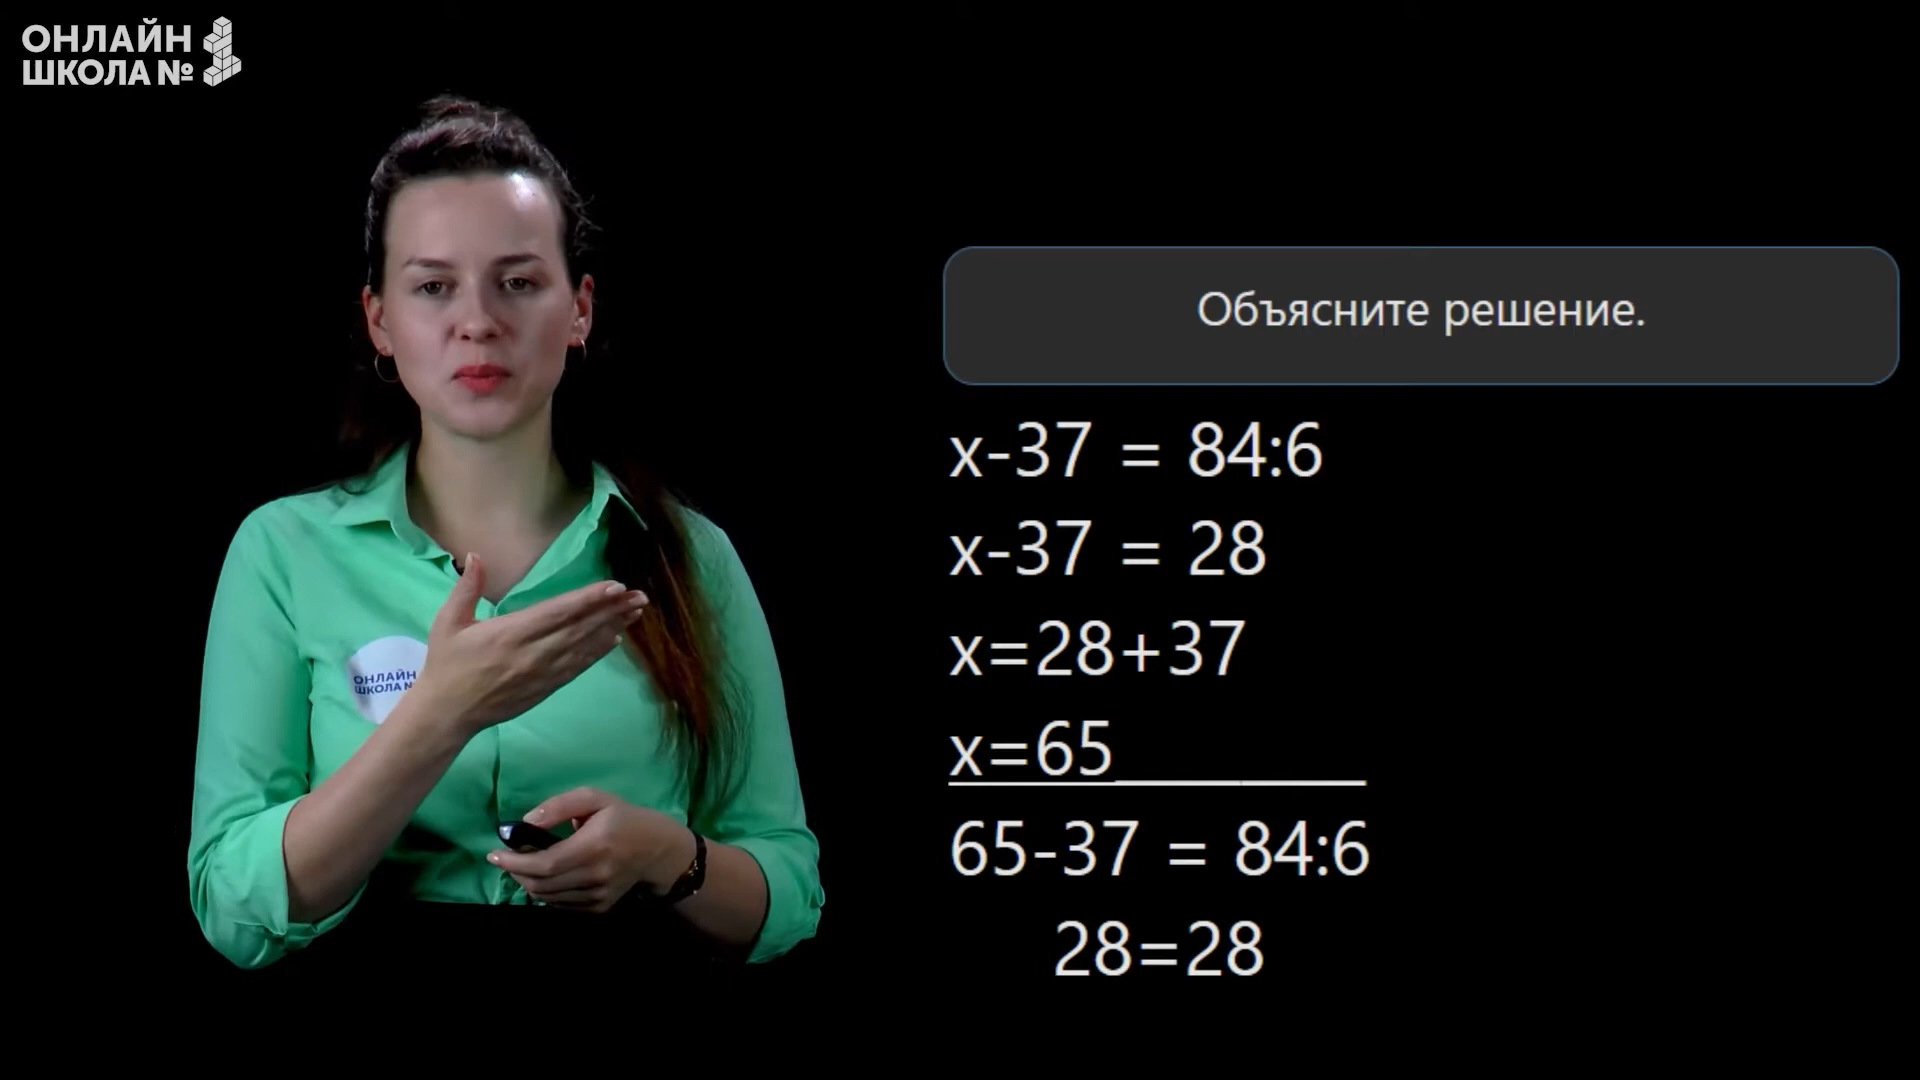 ОНЛАЙН
ШКОЛА №
Объясните решение.
x-37 = 84:6
x-37 = 28
x=28+37
x=65________
65-37 = 84:6
28=28
ОНЛАЙН
ШКОЛА №